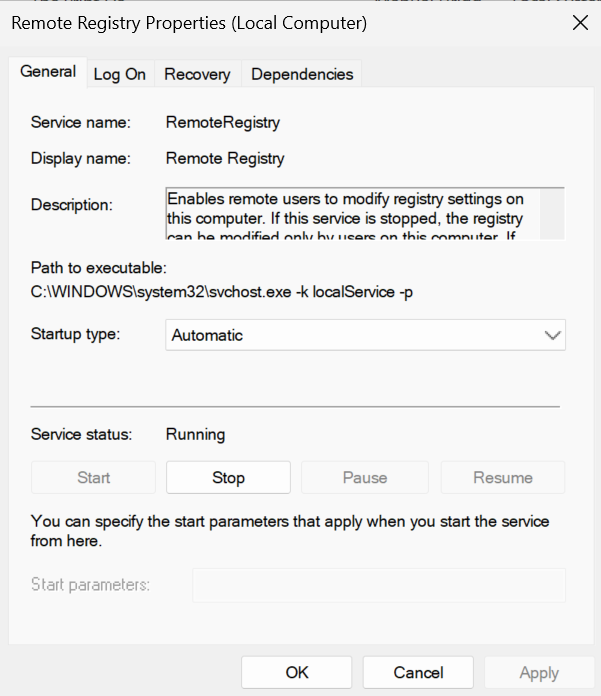 Remote Registry Properties (Local Computer)
General Log On Recovery Dependencies
Service name: RemoteRegistry
Display name: Remote Registry
Description: Enables remote users to modify registry settings on
this computer. If this service is stopped, the registry
can be modified only by users on this computer. If
Path to executable:
C:\WINDOWS\system32\svchost.exe -k localService -p
Startup type: Automatic
Service status: Running
Start Stop Pause Resume
You can specify the start parameters that apply when you start the service
from here.
Start parameters:
OK Cancel Apply